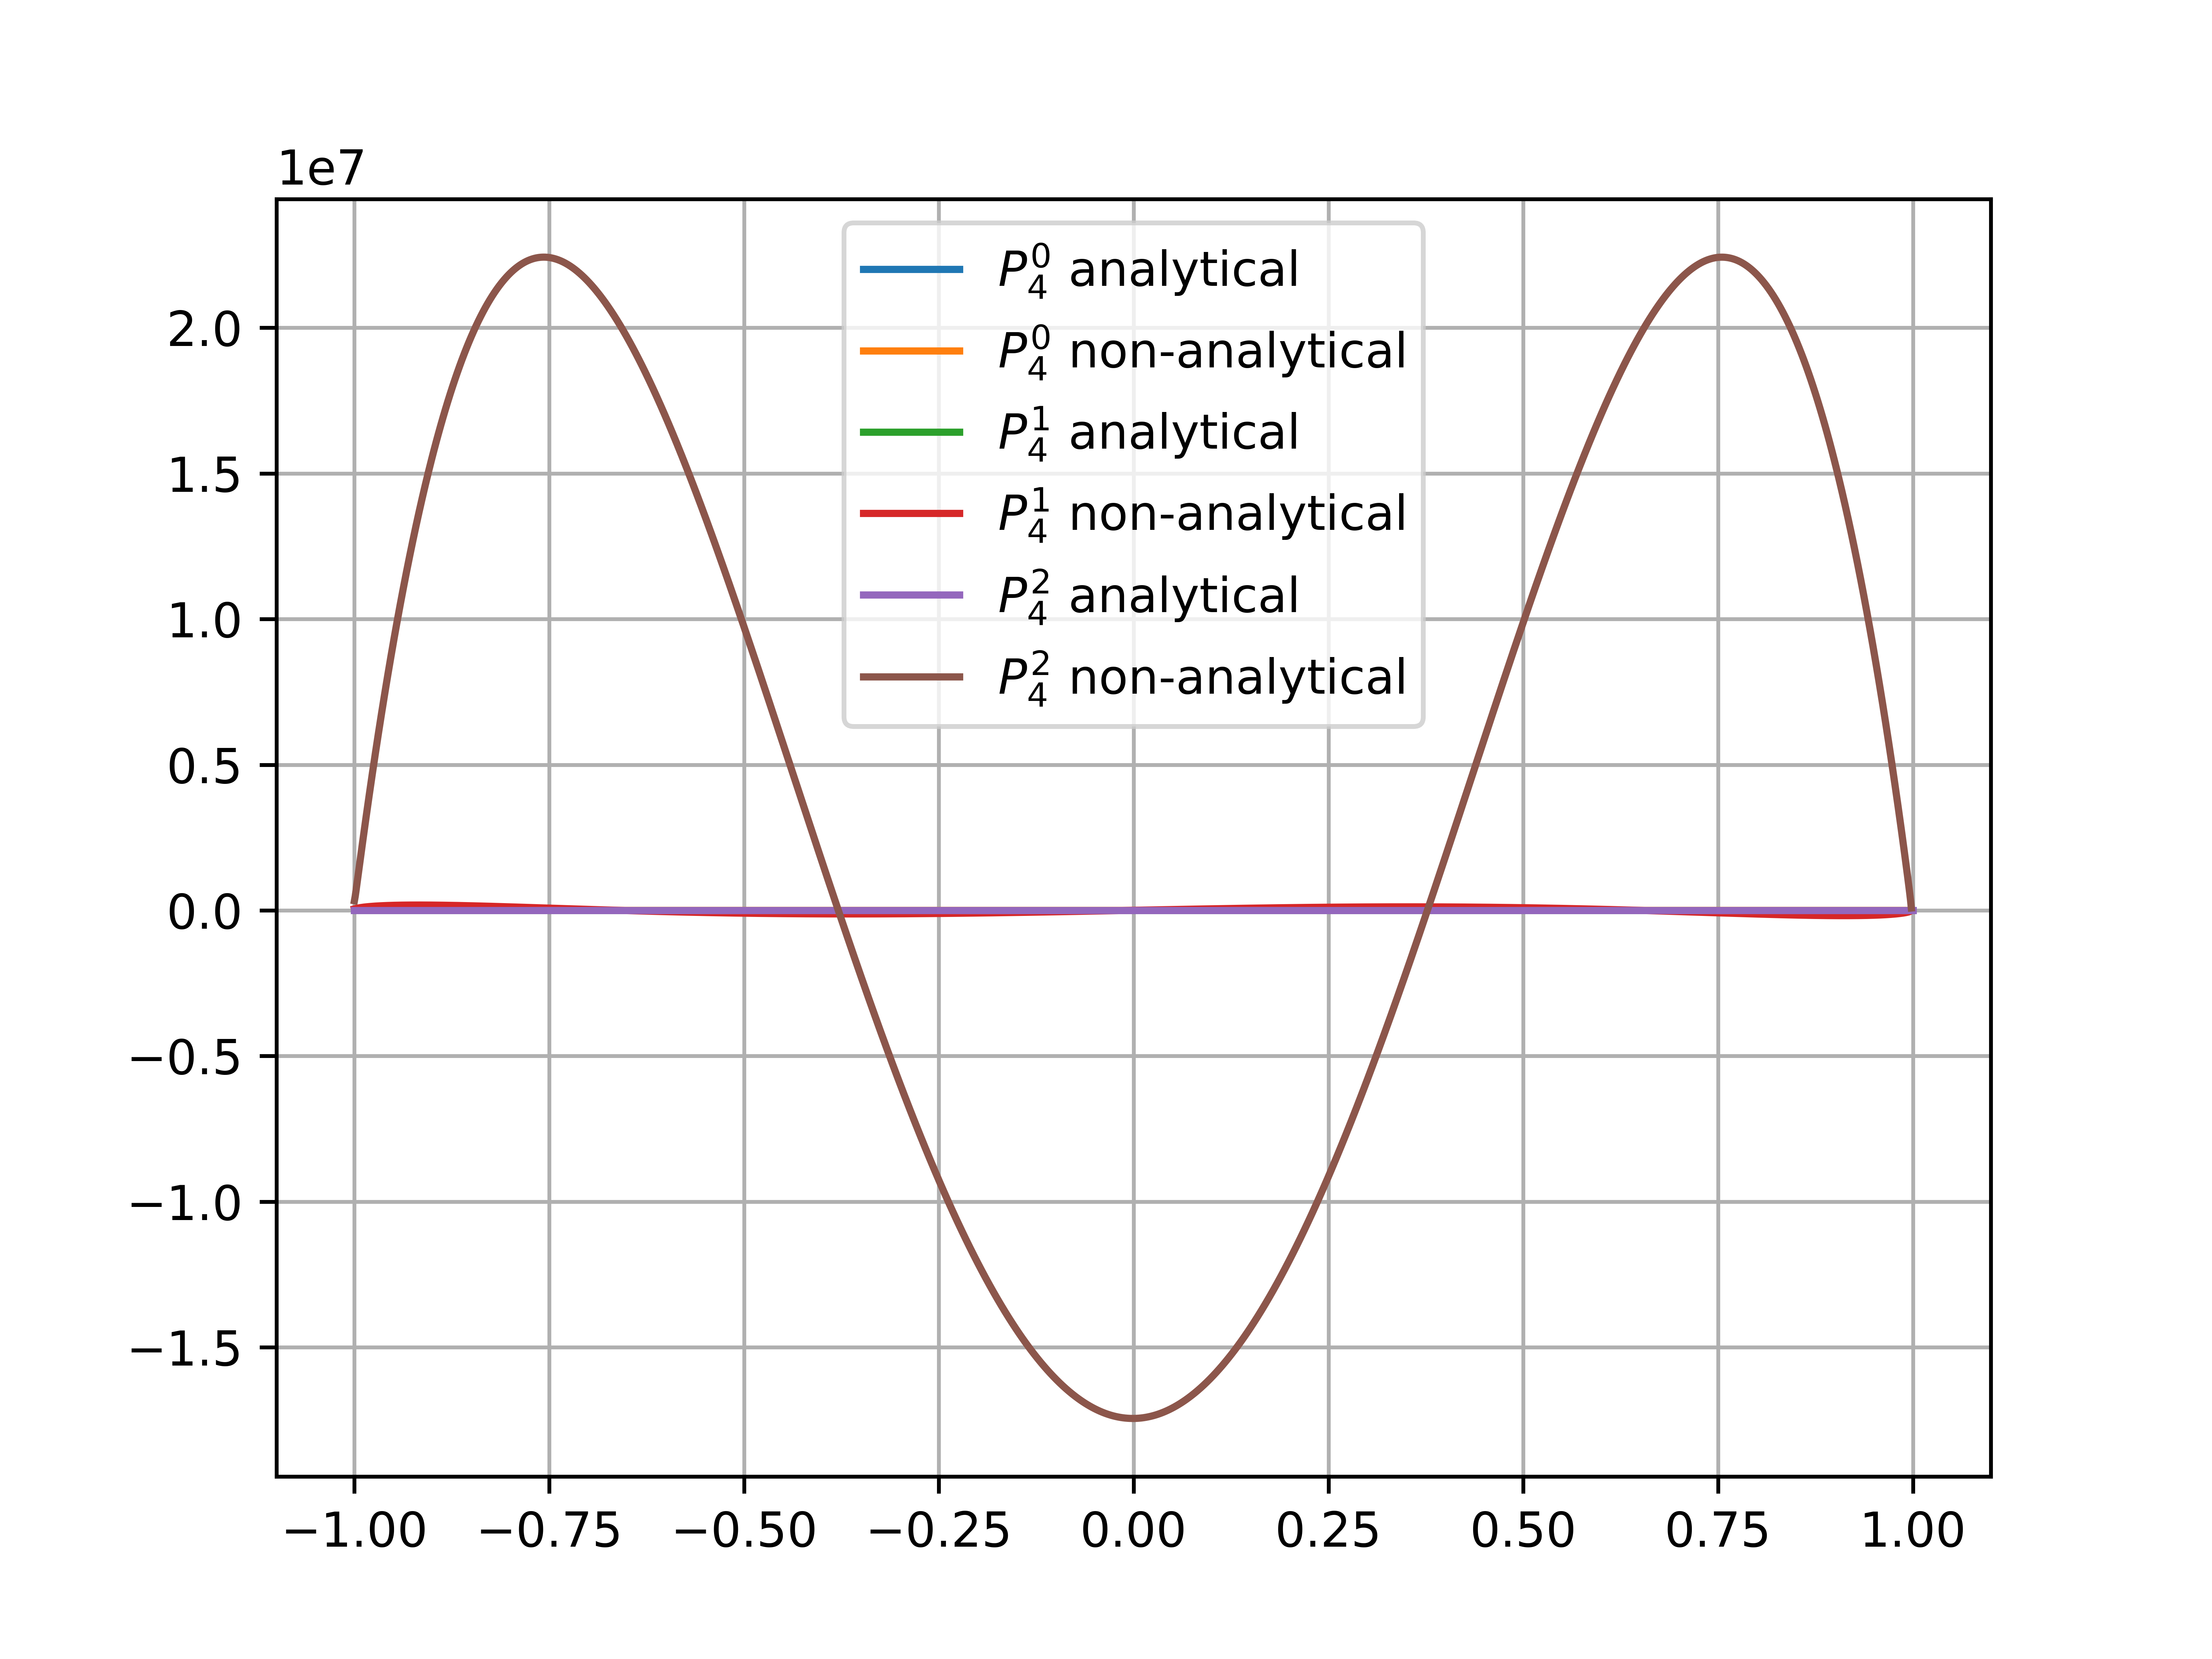 1e7
2.0
1.5
1.0
0.5
0.0
−0.5
−1.0
−1.5
P₄⁰ analytical
P₄⁰ non-analytical
P₄¹ analytical
P₄¹ non-analytical
P₄² analytical
P₄² non-analytical
−1.00 −0.75 −0.50 −0.25 0.00 0.25 0.50 0.75 1.00